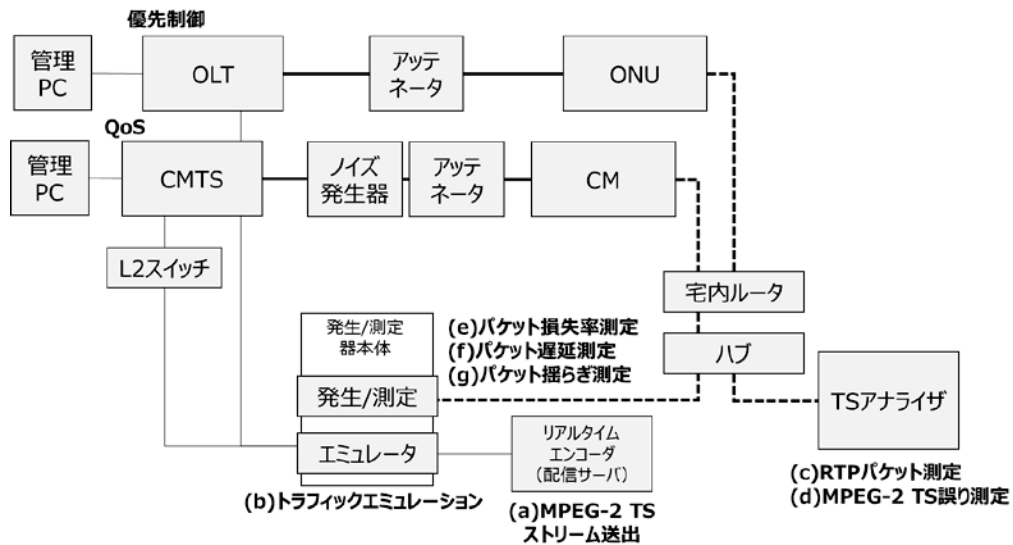 優先制御
管理
PC
OLT
アッテ
ネータ
ONU
QoS
管理
PC
CMTS
ノイズ
発生器
アッテ
ネータ
CM
L2スイッチ
宅内ルータ
ハブ
発生/測定
器本体
(e)パケット損失率測定
(f)パケット遅延測定
(g)パケット揺らぎ測定
発生/測定
エミュレータ
(b)トラフィックエミュレーション
リアルタイム
エンコーダ
(配信サーバ)
(a)MPEG-2 TS
ストリーム送出
TSアナライザ
(c)RTPパケット測定
(d)MPEG-2 TS誤り測定